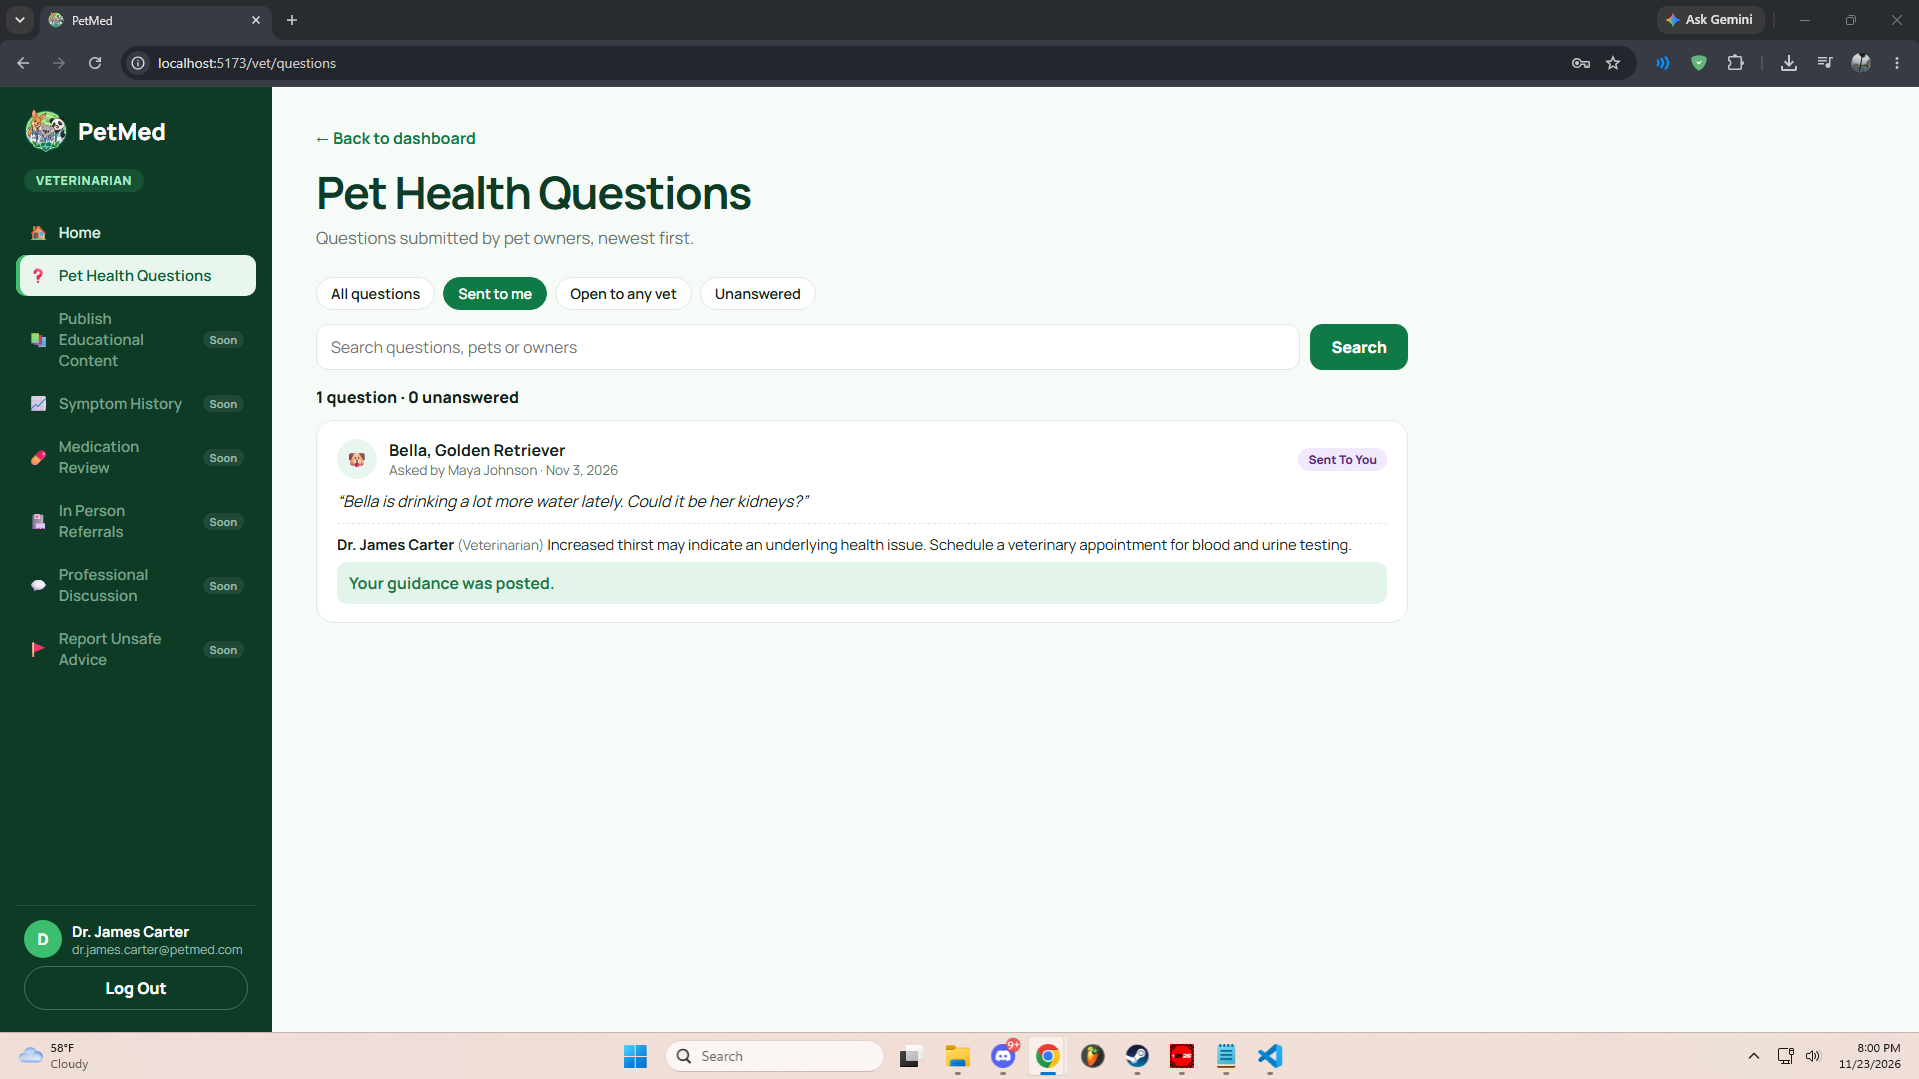 PetMed
Ask Gemini
localhost:5173/vet/questions
PetMed
VETERINARIAN
Home
Pet Health Questions
Publish
Educational
Content
Soon
Symptom History
Soon
Medication
Review
Soon
In Person
Referrals
Soon
Professional
Discussion
Soon
Report Unsafe
Advice
Soon
D
Dr. James Carter
dr.james.carter@petmed.com
Log Out
← Back to dashboard
Pet Health Questions
Questions submitted by pet owners, newest first.
All questions
Sent to me
Open to any vet
Unanswered
Search questions, pets or owners
Search
1 question · 0 unanswered
Bella, Golden Retriever
Asked by Maya Johnson · Nov 3, 2026
Sent To You
“Bella is drinking a lot more water lately. Could it be her kidneys?”
Dr. James Carter (Veterinarian) Increased thirst may indicate an underlying health issue. Schedule a veterinary appointment for blood and urine testing.
Your guidance was posted.
58°F
Cloudy
Search
9+
8:00 PM
11/23/2026